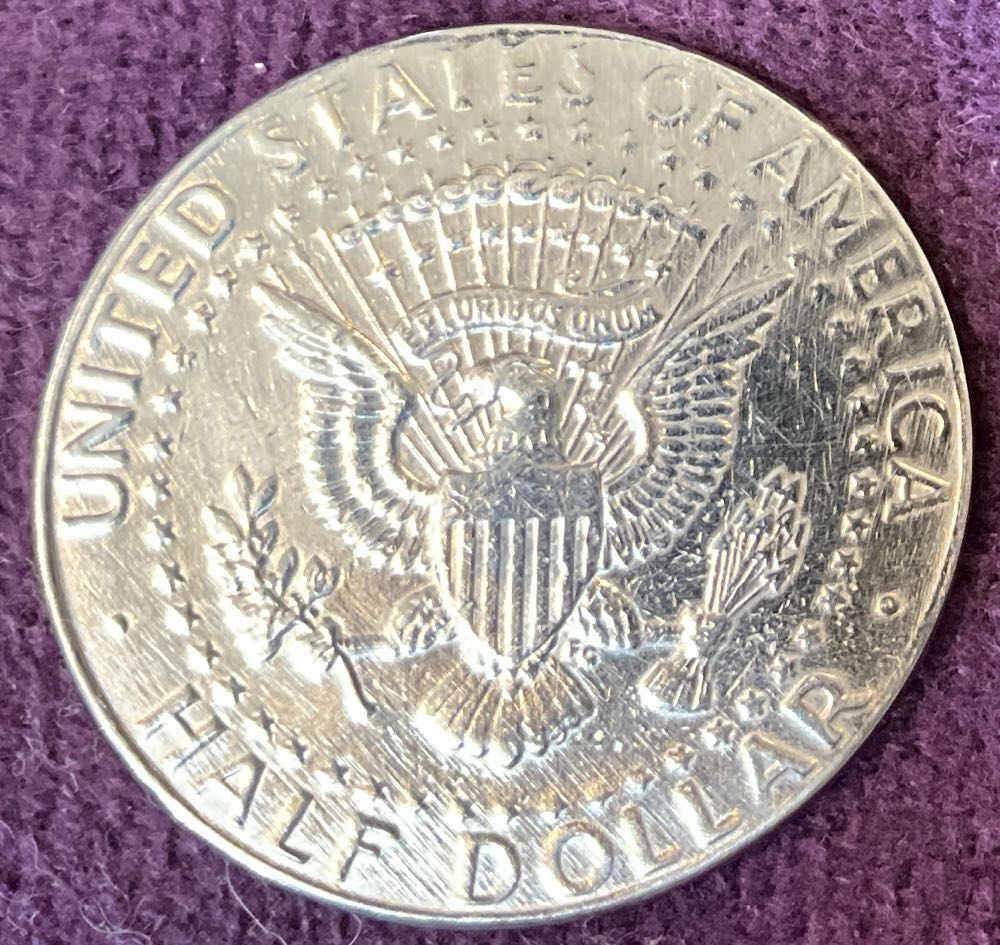 UNITED STATES OF AMERICA
PLURIBUS UNUM
HALF DOLLAR